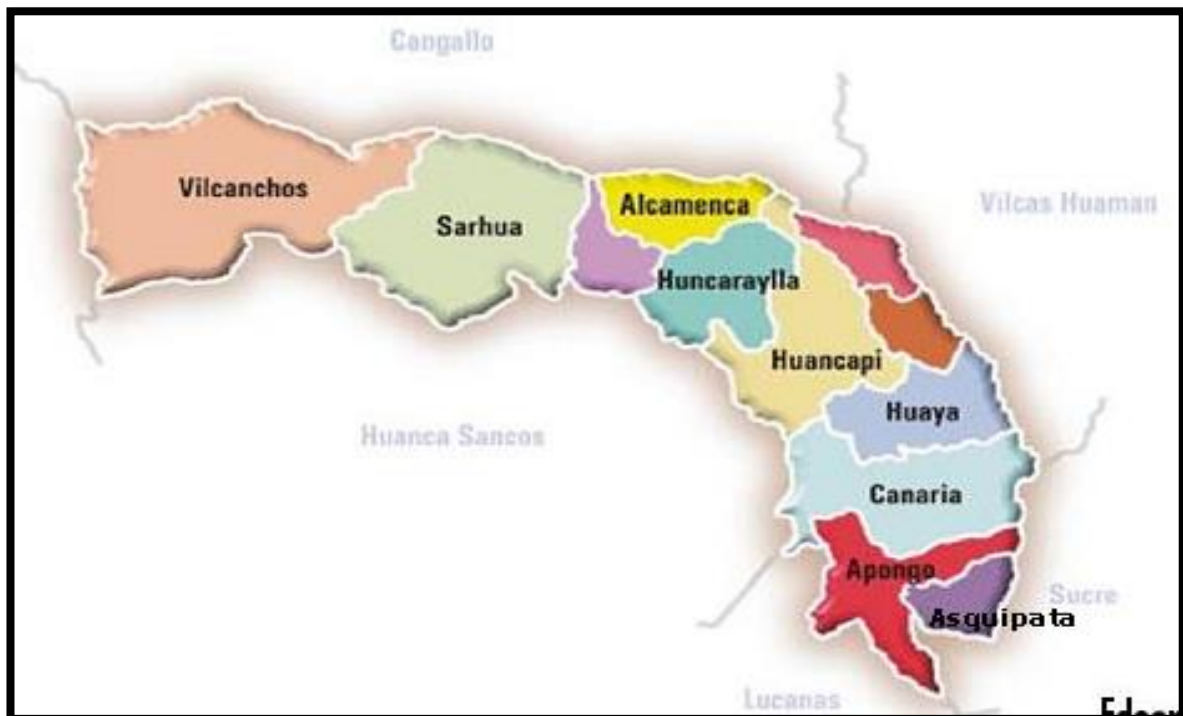 Cangallo
Vilcanchos
Sarhua
Alcamenca
Vilcas Huaman
Huncaraylla
Huancapi
Huaya
Huanca Sancos
Canaria
Apongo
Asquipata
Sucre
Lucanas